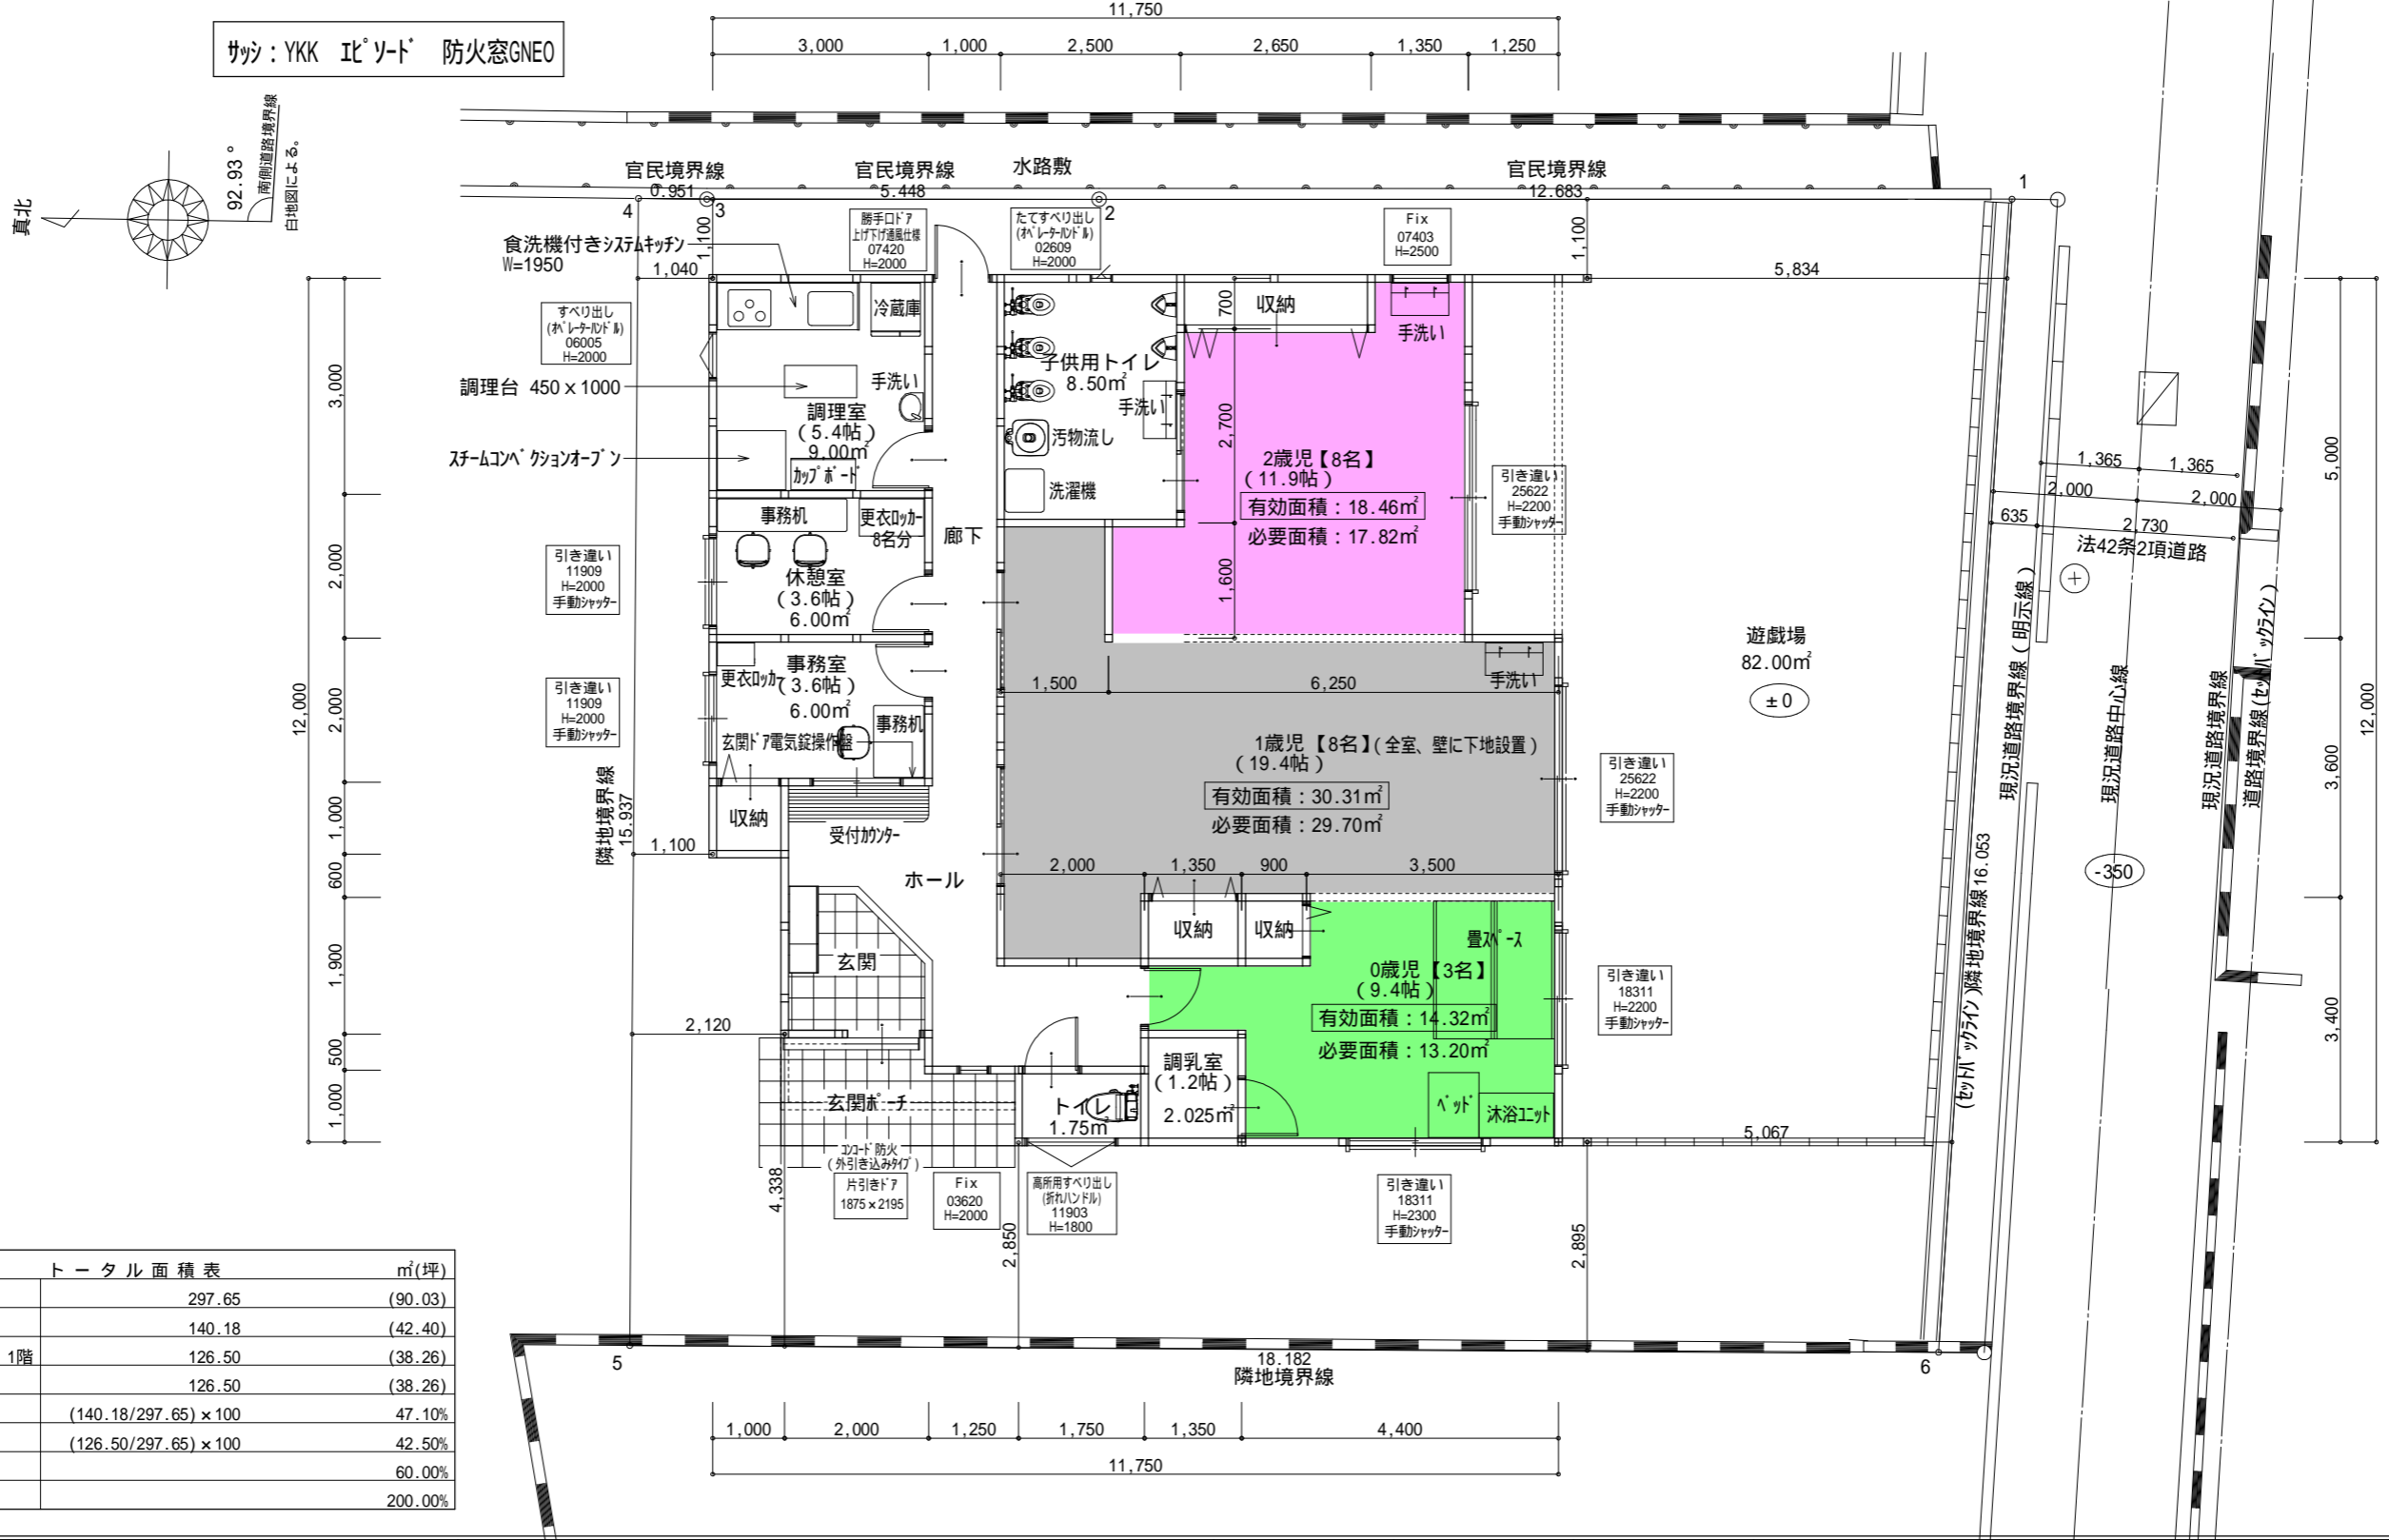 サッシ：YKK　エピソード　防火窓GNEO
11,750
3,000
1,000
2,500
2,650
1,350
1,250
真北
92.93°
南側道路境界線
白地図による。
官民境界線
官民境界線
水路敷
官民境界線
0.951
5.448
12.683
4
3
2
1
1,100
1,100
1,040
5,834
食洗機付きシステムキッチン
W=1950
勝手口ドア
上げ下げ通風仕様
07420
H=2000
たてすべり出し
(オペレーターハンドル)
02609
H=2000
Fix
07403
H=2500
すべり出し
(オペレーターハンドル)
06005
H=2000
調理台 450×1000
スチームコンベクションオーブン
冷蔵庫
手洗い
調理室
(5.4帖)
9.00㎡
カップボード
子供用トイレ
8.50㎡
手洗い
汚物流し
洗濯機
収納
手洗い
700
2,700
1,600
2歳児【8名】
(11.9帖)
有効面積：18.46㎡
必要面積：17.82㎡
引き違い
25622
H=2200
手動シャッター
事務机
更衣ロッカー
8名分
休憩室
(3.6帖)
6.00㎡
廊下
引き違い
11909
H=2000
手動シャッター
事務室
更衣ロッカー
(3.6帖)
6.00㎡
事務机
玄関ドア電気錠操作盤
引き違い
11909
H=2000
手動シャッター
手洗い
1,500
6,250
1歳児【8名】(全室、壁に下地設置)
(19.4帖)
有効面積：30.31㎡
必要面積：29.70㎡
引き違い
25622
H=2200
手動シャッター
収納
受付カウンター
ホール
2,000
1,350
900
3,500
収納
収納
畳スペース
0歳児【3名】
(9.4帖)
有効面積：14.32㎡
必要面積：13.20㎡
引き違い
18311
H=2200
手動シャッター
玄関
玄関ポーチ
トイレ
1.75m
調乳室
(1.2帖)
2.025㎡
ベッド
沐浴ユニット
コンコード防火
(外引き込みタイプ)
片引きドア
1875×2195
Fix
03620
H=2000
高所用すべり出し
(折れハンドル)
11903
H=1800
引き違い
18311
H=2300
手動シャッター
遊戯場
82.00㎡
±0
-350
1,365
1,365
2,000
2,000
635
2,730
法42条2項道路
現況道路境界線(明示線)
現況道路中心線
現況道路境界線
道路境界線(セットバックライン)
(セットバックライン)隣地境界線16.053
隣地境界線
15.937
12,000
3,000
2,000
2,000
1,000
600
1,900
500
1,000
1,100
2,120
4,338
2,850
2,895
5,067
5,000
3,600
3,400
12,000
5
6
18.182
隣地境界線
1,000
2,000
1,250
1,750
1,350
4,400
11,750
トータル面積表　㎡(坪)
297.65 (90.03)
140.18 (42.40)
1階 126.50 (38.26)
126.50 (38.26)
(140.18/297.65)×100 47.10%
(126.50/297.65)×100 42.50%
60.00%
200.00%